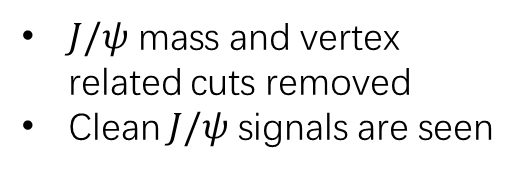 • J/ψ mass and vertex
related cuts removed
• Clean J/ψ signals are seen